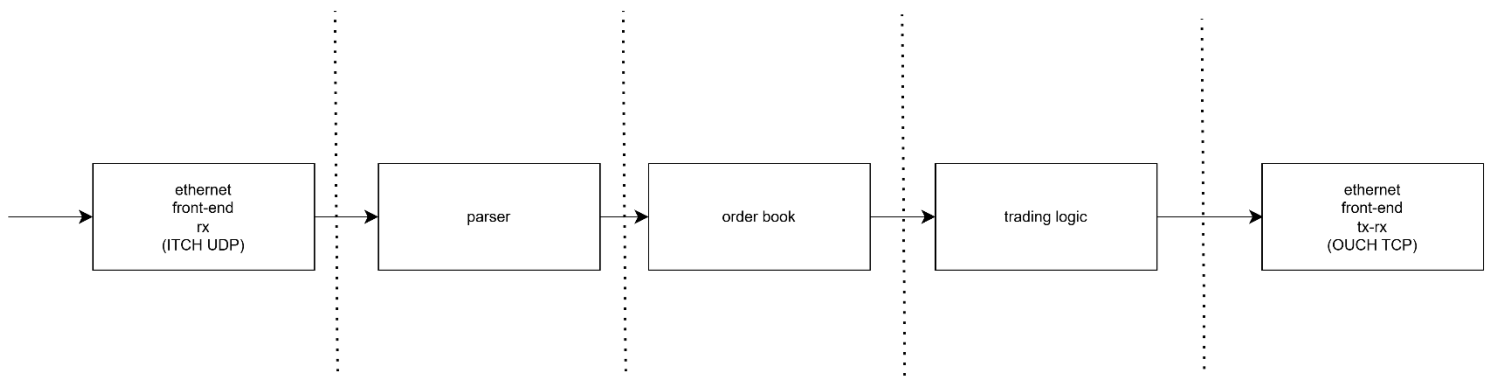 ethernet
front-end
rx
(ITCH UDP)
parser
order book
trading logic
ethernet
front-end
tx-rx
(OUCH TCP)